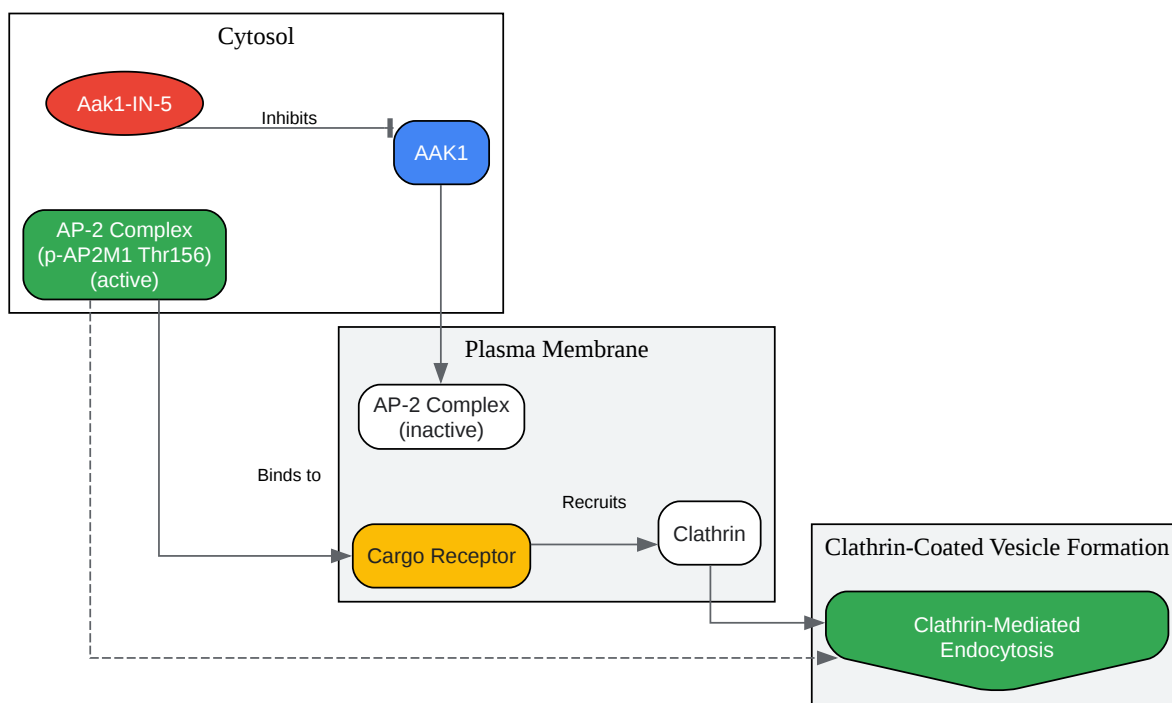 Cytosol
Aak1-IN-5
Inhibits
AAK1
AP-2 Complex
(p-AP2M1 Thr156)
(active)
Plasma Membrane
AP-2 Complex
(inactive)
Binds to
Recruits
Cargo Receptor
Clathrin
Clathrin-Coated Vesicle Formation
Clathrin-Mediated
Endocytosis